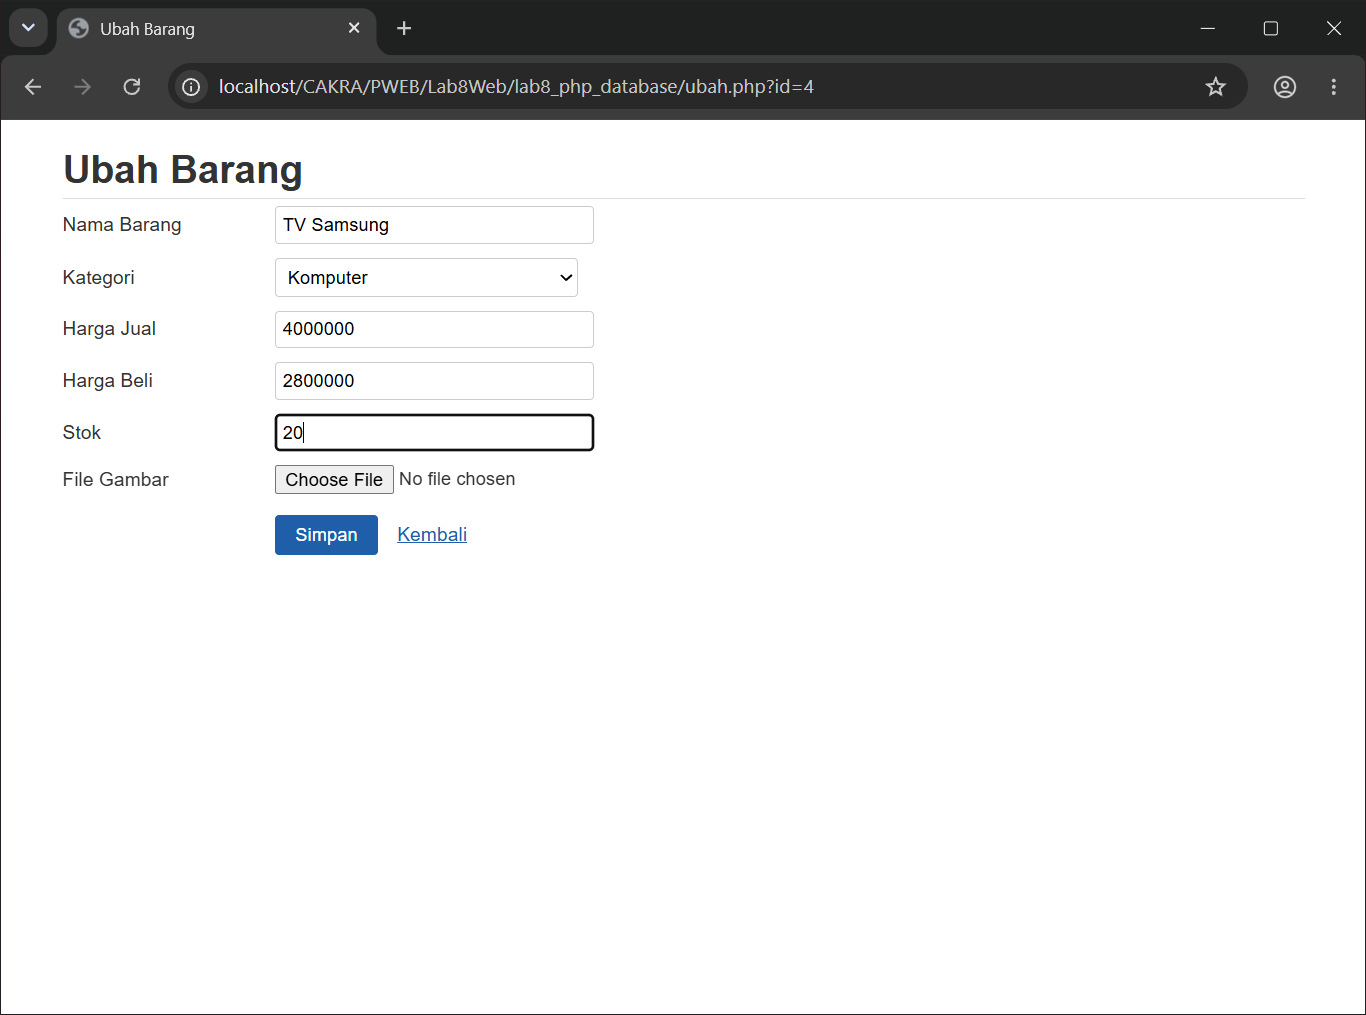 Ubah Barang
localhost/CAKRA/PWEB/Lab8Web/lab8_php_database/ubah.php?id=4
Ubah Barang
Nama Barang TV Samsung
Kategori Komputer
Harga Jual 4000000
Harga Beli 2800000
Stok 20
File Gambar Choose File No file chosen
Simpan Kembali